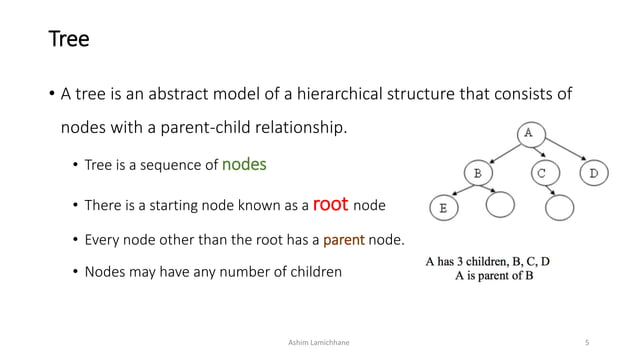 Tree
• A tree is an abstract model of a hierarchical structure that consists of
nodes with a parent-child relationship.
• Tree is a sequence of nodes
• There is a starting node known as a root node
• Every node other than the root has a parent node.
• Nodes may have any number of children
A
B
C
D
E
A has 3 children, B, C, D
A is parent of B
Ashim Lamichhane
5